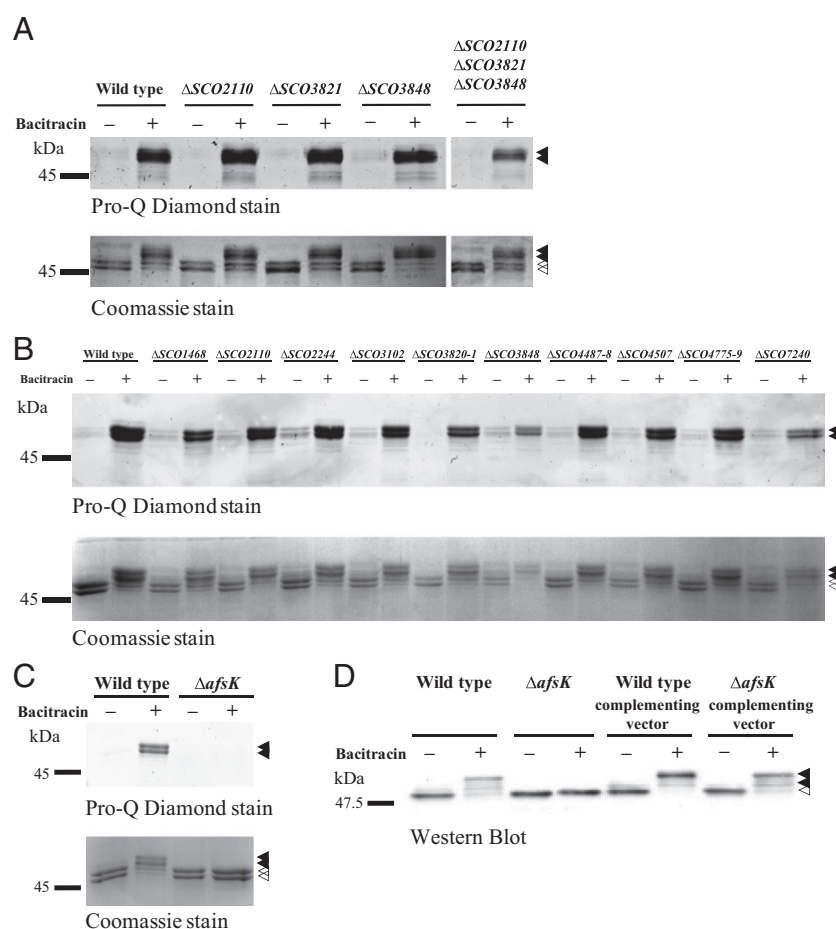 A
Wild type ΔSCO2110 ΔSCO3821 ΔSCO3848 ΔSCO2110
ΔSCO3821
ΔSCO3848
Bacitracin – + – + – + – + – +
kDa
45
Pro-Q Diamond stain
45
Coomassie stain
B
Wild type ΔSCO1468 ΔSCO2110 ΔSCO2244 ΔSCO3102 ΔSCO3820-1 ΔSCO3848 ΔSCO4487-8 ΔSCO4507 ΔSCO4775-9 ΔSCO7240
Bacitracin – + – + – + – + – + – + – + – + – + – + – +
kDa
45
Pro-Q Diamond stain
45
Coomassie stain
C
Wild type ΔafsK
Bacitracin – + – +
kDa
45
Pro-Q Diamond stain
45
Coomassie stain
D
Wild type ΔafsK Wild type complementing vector ΔafsK complementing vector
Bacitracin – + – + – + – +
kDa
47.5
Western Blot